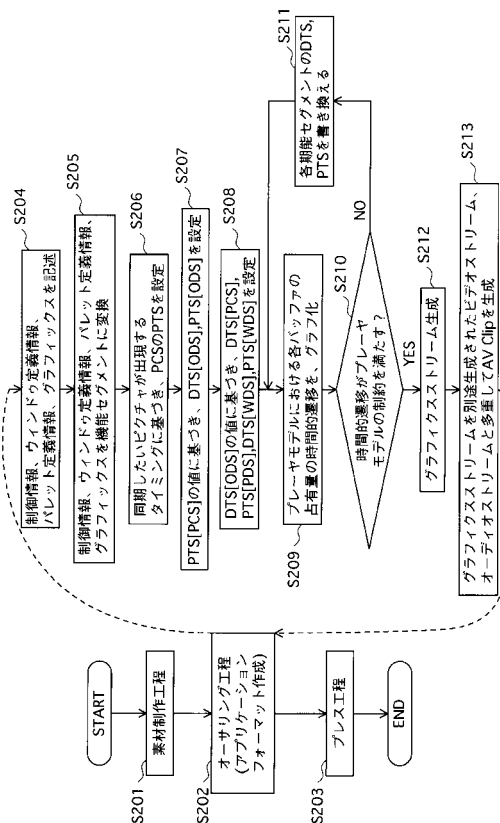 START
S201
素材制作工程
S202
オーサリング工程
(アプリケーション
フォーマット作成)
S203
プレス工程
END
S204
制御情報、ウィンドゥ定義情報、
パレット定義情報、グラフィックスを記述
S205
制御情報、ウィンドゥ定義情報、パレット定義情報、
グラフィックスを機能セグメントに変換
S206
同期したいピクチャが出現する
タイミングに基づき、PCSのPTSを設定
S207
PTS[PCS]の値に基づき、DTS[ODS],PTS[ODS]を設定
S208
DTS[ODS]の値に基づき、DTS[PCS],
PTS[PDS],DTS[WDS],PTS[WDS]を設定
S209
プレーヤモデルにおける各バッファの
占有量の時間的遷移を、グラフ化
S210
時間的遷移がプレーヤ
モデルの制約を満たす?
NO
S211
各期能セグメントのDTS,
PTSを書き換える
YES
S212
グラフィクスストリーム生成
S213
グラフィクスストリームを別途生成されたビデオストリーム、
オーディオストリームと多重してAV Clipを生成